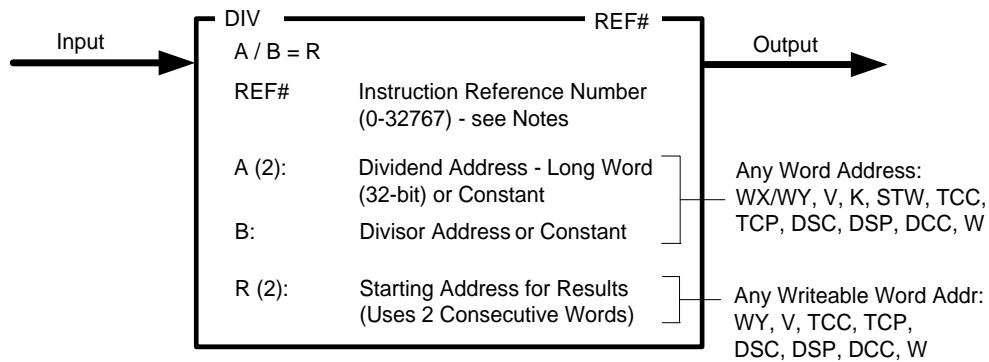 DIV REF#
Input
Output
A / B = R
REF# Instruction Reference Number
(0-32767) - see Notes
A (2): Dividend Address - Long Word
(32-bit) or Constant
B: Divisor Address or Constant
Any Word Address:
WX/WY, V, K, STW, TCC,
TCP, DSC, DSP, DCC, W
R (2): Starting Address for Results
(Uses 2 Consecutive Words)
Any Writeable Word Addr:
WY, V, TCC, TCP,
DSC, DSP, DCC, W